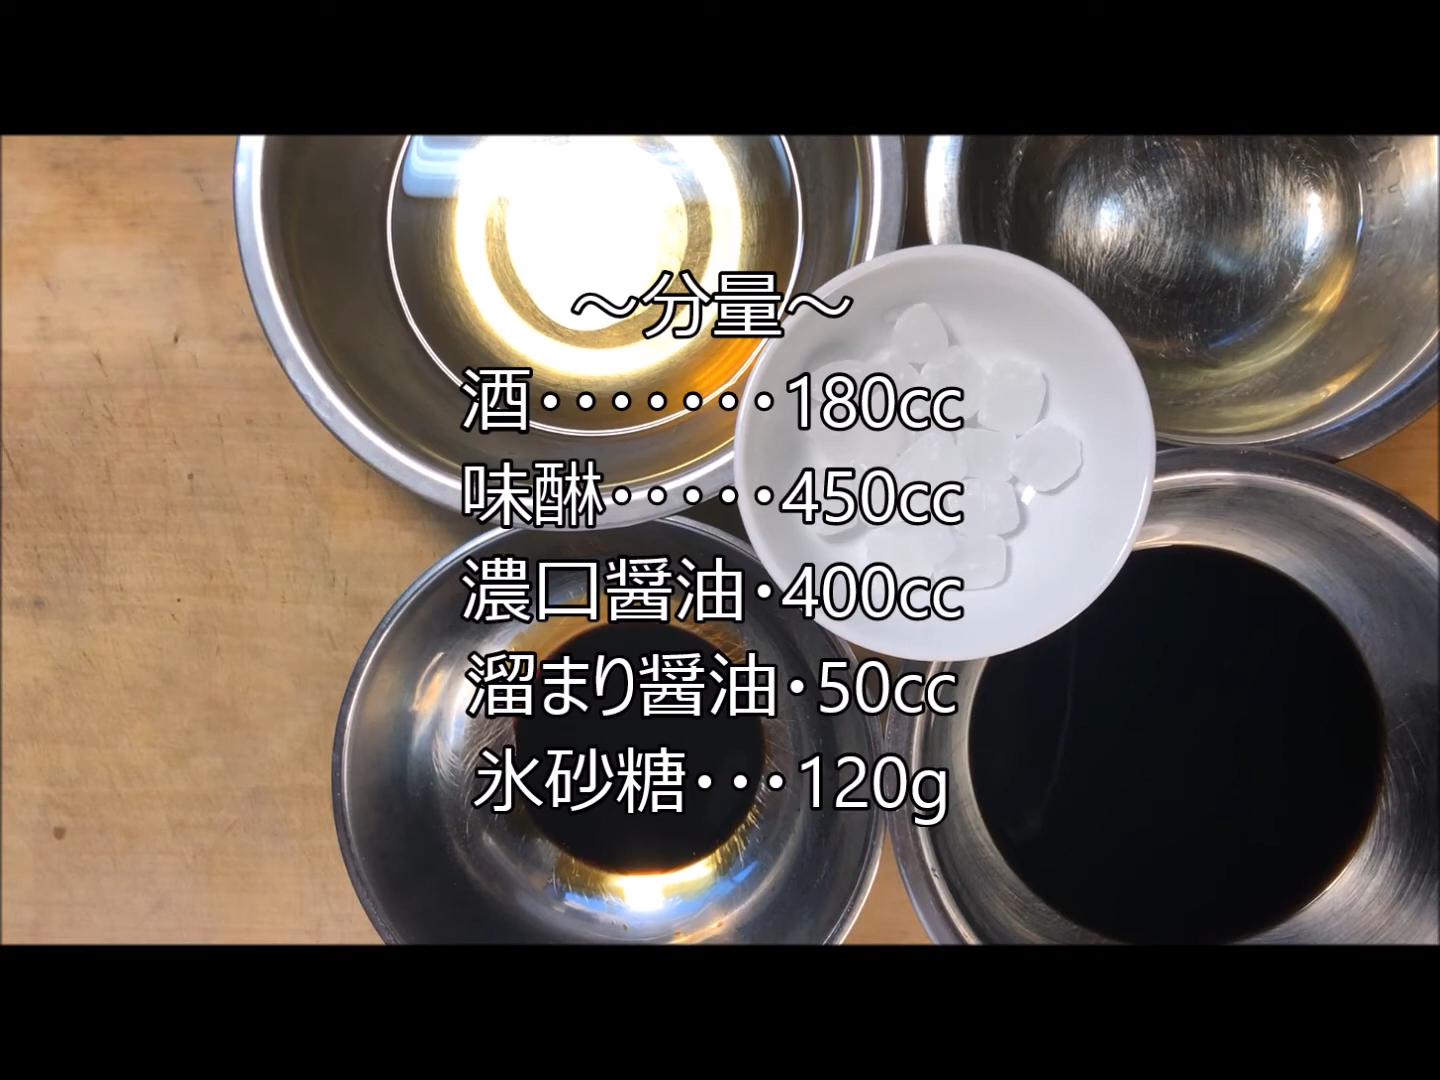 ～分量～
酒・・・・・・・180cc
味醂・・・・・450cc
濃口醤油・400cc
溜まり醤油・50cc
氷砂糖・・・120g